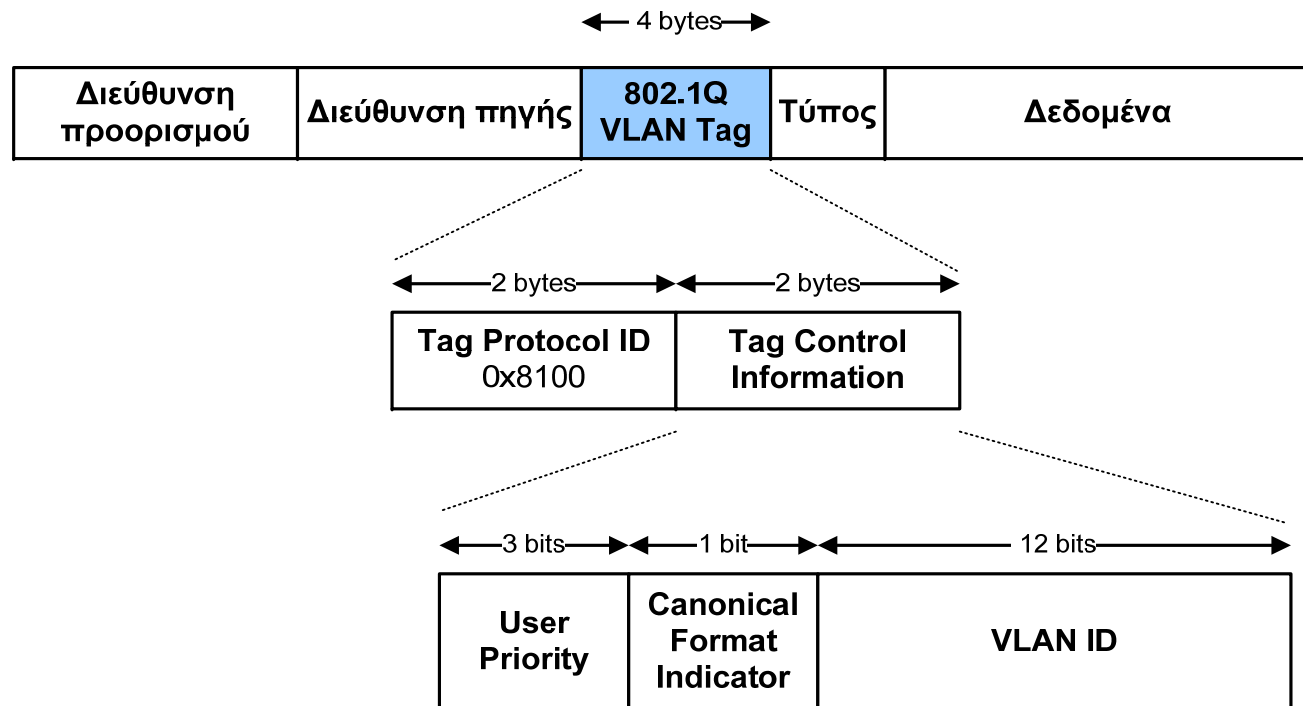 4 bytes
Διεύθυνση
προορισμού
Διεύθυνση πηγής
802.1Q
VLAN Tag
Τύπος
Δεδομένα
2 bytes
2 bytes
Tag Protocol ID
0x8100
Tag Control
Information
3 bits
1 bit
12 bits
User
Priority
Canonical
Format
Indicator
VLAN ID